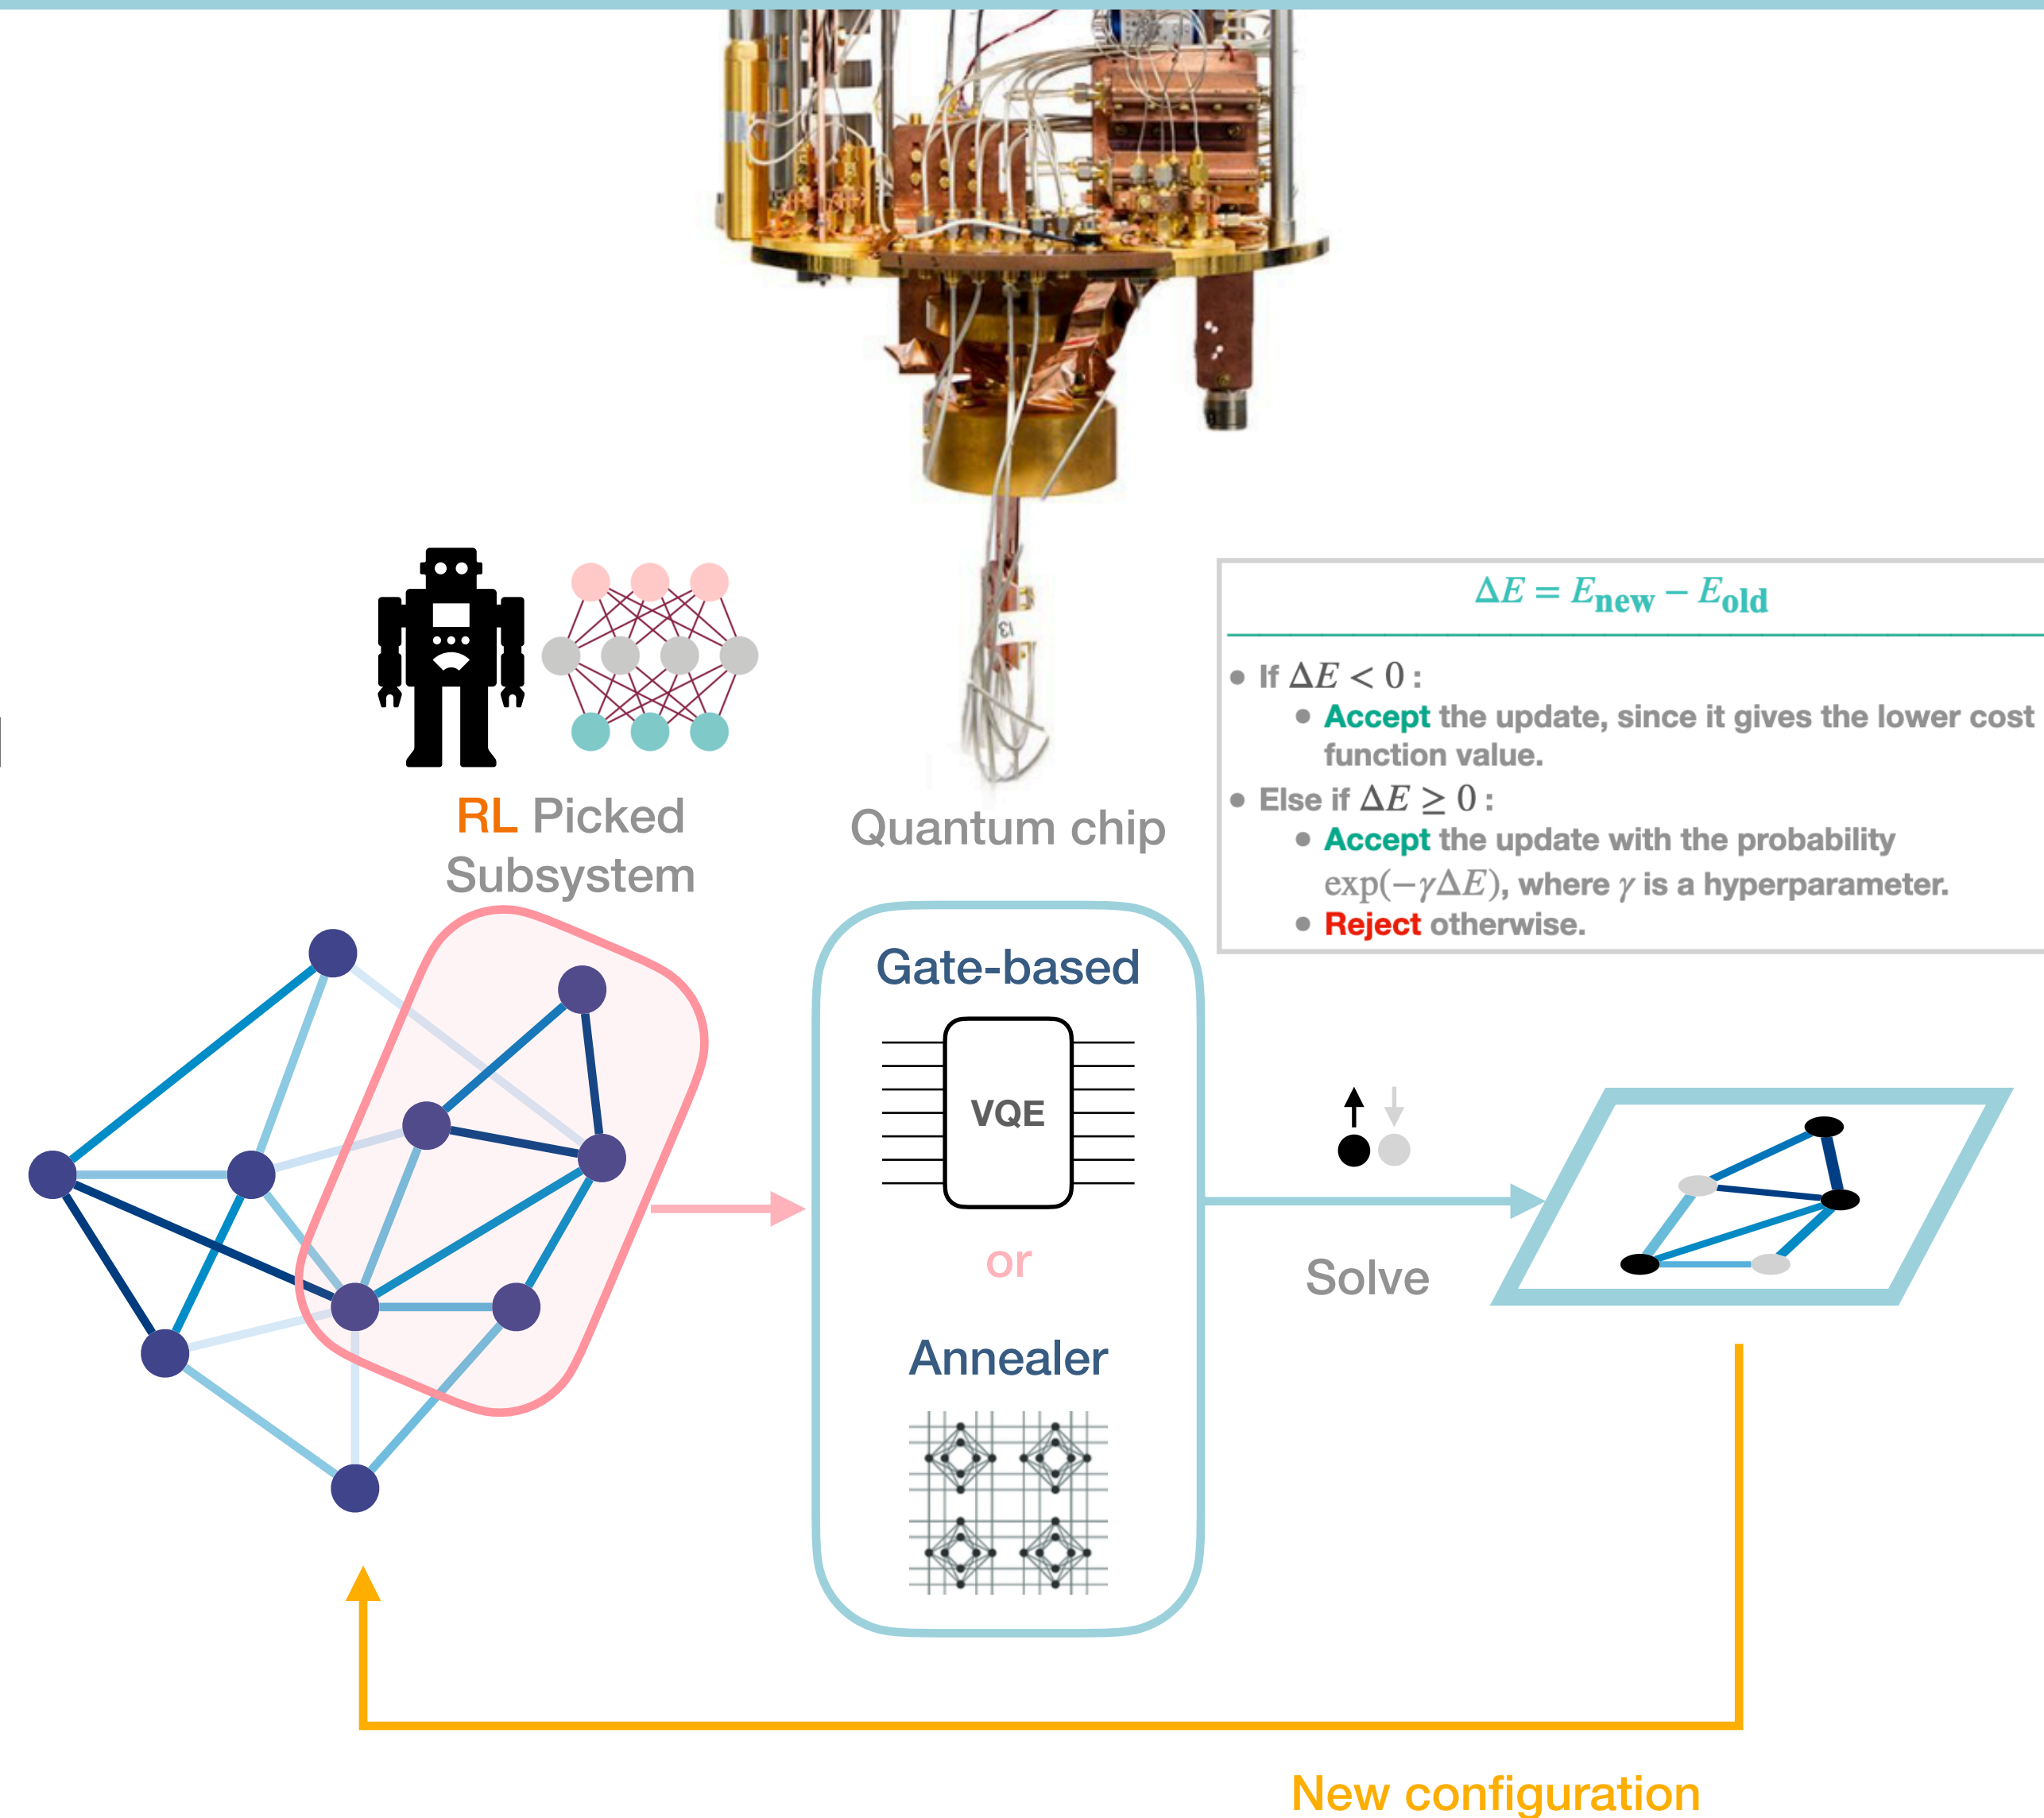 ΔE = E_new − E_old
• If ΔE < 0 :
• Accept the update, since it gives the lower cost
function value.
• Else if ΔE ≥ 0 :
• Accept the update with the probability
exp(−γΔE), where γ is a hyperparameter.
• Reject otherwise.
RL Picked
Subsystem
Quantum chip
Gate-based
VQE
or
Annealer
Solve
New configuration
13